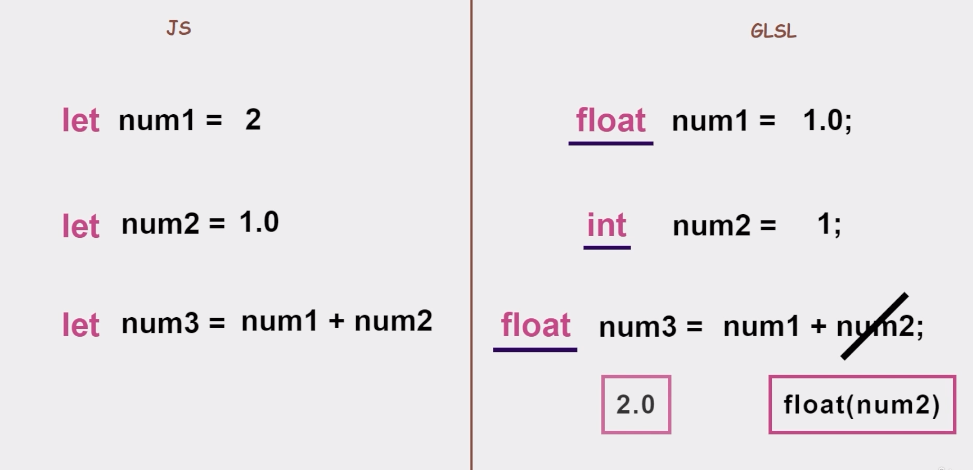 JS
let num1 = 2
let num2 = 1.0
let num3 = num1 + num2
GLSL
float num1 = 1.0;
int num2 = 1;
float num3 = num1 + num2;
2.0
float(num2)